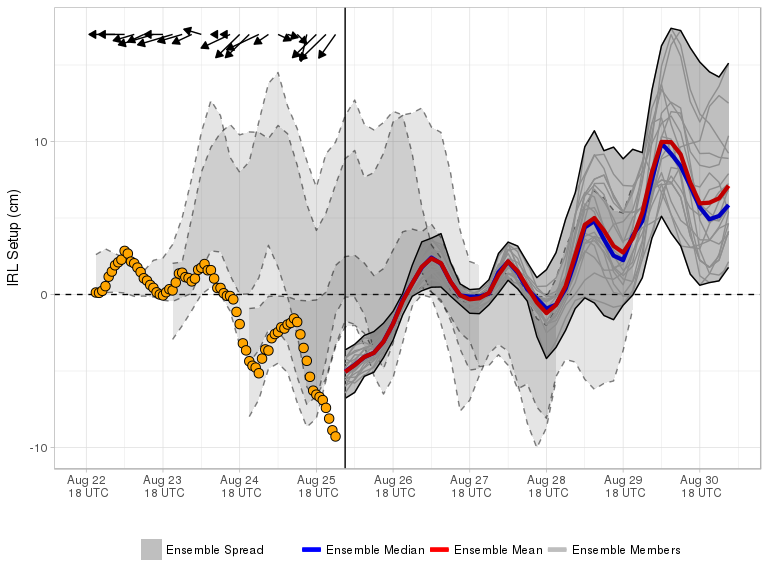 IRL Setup (cm)
10
0
-10
Aug 22
18 UTC
Aug 23
18 UTC
Aug 24
18 UTC
Aug 25
18 UTC
Aug 26
18 UTC
Aug 27
18 UTC
Aug 28
18 UTC
Aug 29
18 UTC
Aug 30
18 UTC
Ensemble Spread
Ensemble Median
Ensemble Mean
Ensemble Members